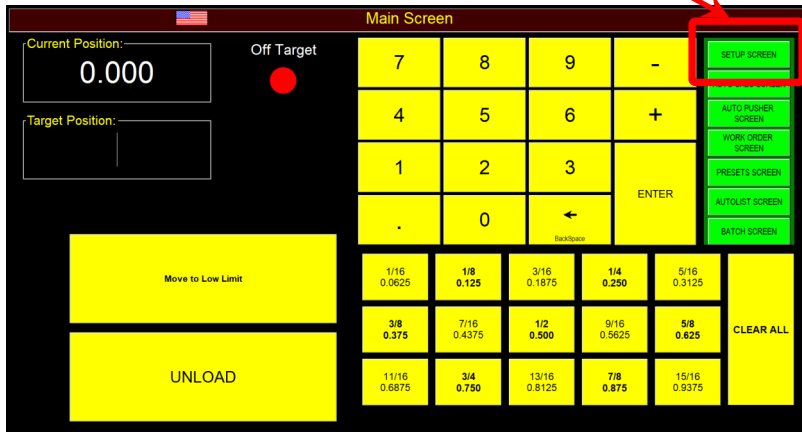 Main Screen
Current Position:
0.000
Off Target
Target Position:
7 8 9 -
4 5 6 +
1 2 3
ENTER
. 0
BackSpace
SETUP SCREEN
AUTO PUSHER
SCREEN
WORK ORDER
SCREEN
PRESETS SCREEN
AUTOLIST SCREEN
BATCH SCREEN
Move to Low Limit
UNLOAD
1/16 1/8 3/16 1/4 5/16
0.0625 0.125 0.1875 0.250 0.3125
3/8 7/16 1/2 9/16 5/8
0.375 0.4375 0.500 0.5625 0.625
11/16 3/4 13/16 7/8 15/16
0.6875 0.750 0.8125 0.875 0.9375
CLEAR ALL